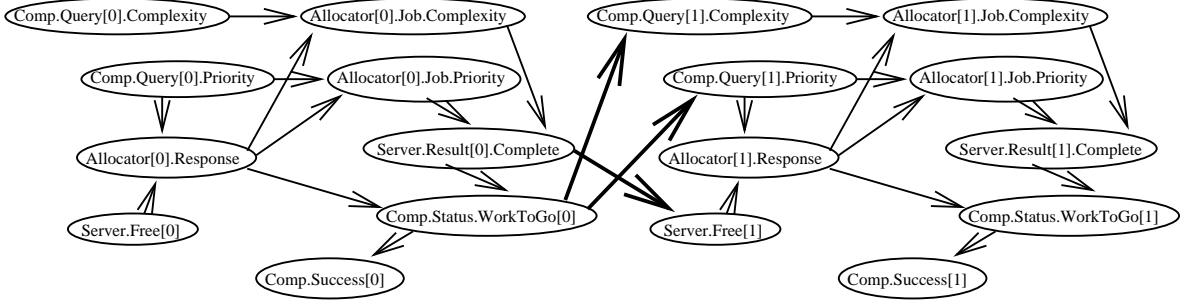 Comp.Query[0].Complexity
Allocator[0].Job.Complexity
Comp.Query[1].Complexity
Allocator[1].Job.Complexity
Comp.Query[0].Priority
Allocator[0].Job.Priority
Comp.Query[1].Priority
Allocator[1].Job.Priority
Allocator[0].Response
Server.Result[0].Complete
Allocator[1].Response
Server.Result[1].Complete
Server.Free[0]
Comp.Status.WorkToGo[0]
Server.Free[1]
Comp.Status.WorkToGo[1]
Comp.Success[0]
Comp.Success[1]